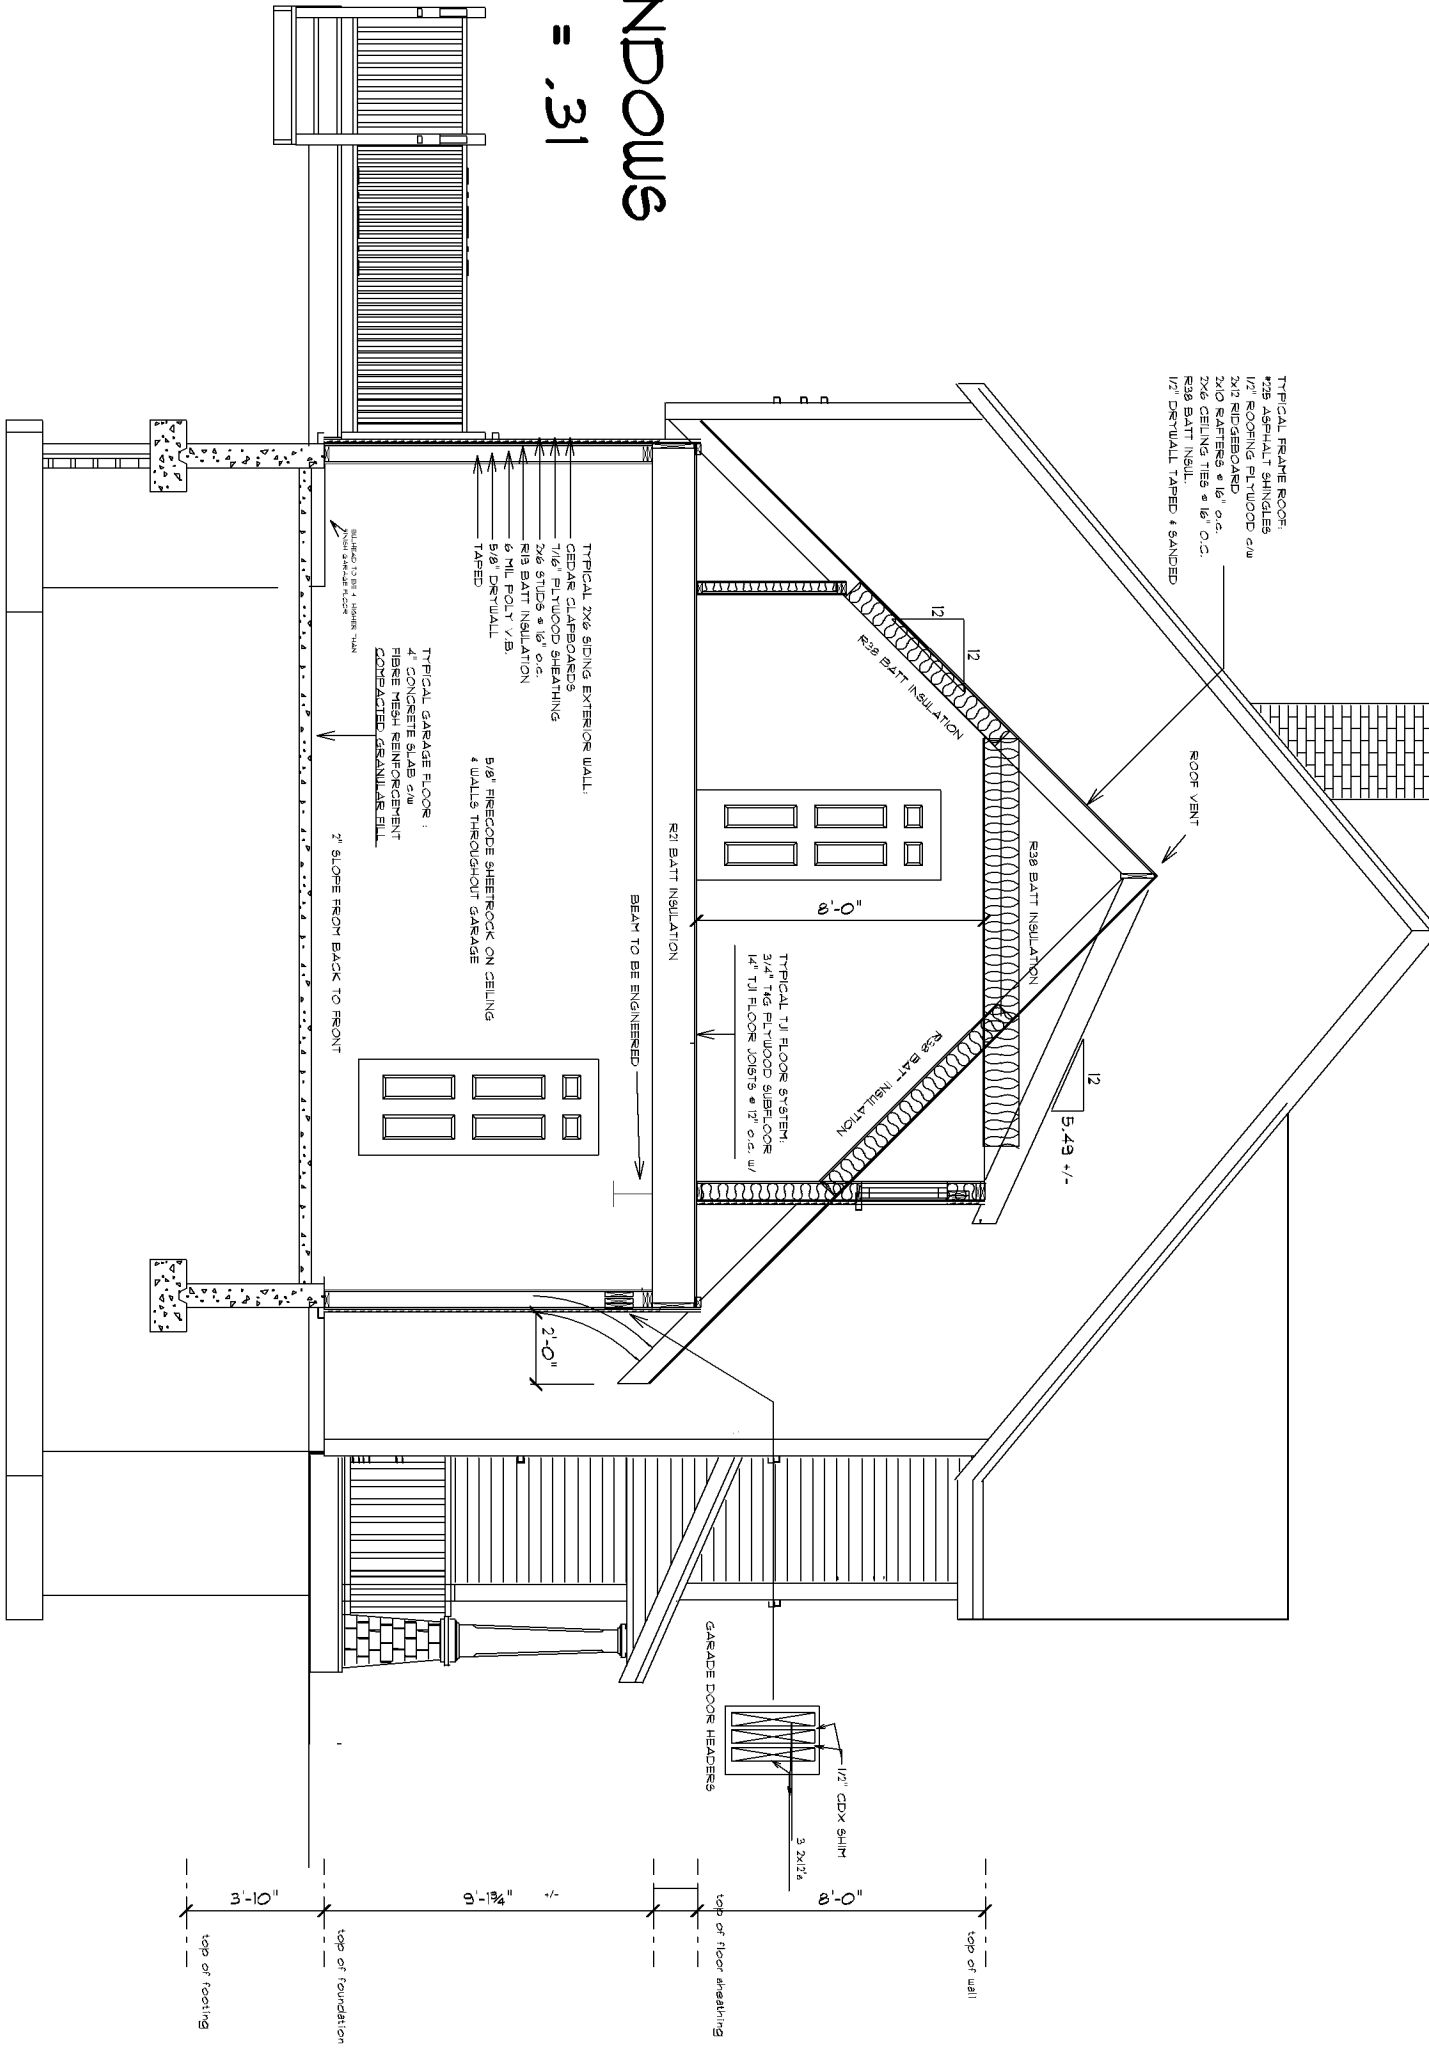 NDOWS
= .31
TYPICAL FRAME ROOF:
#225 ASPHALT SHINGLES
1/2" ROOFING PLYWOOD c/w
2x12 RIDGEBOARD
2x10 RAFTERS @ 16" o.c.
2X6 CEILING TIES @ 16" O.C.
R38 BATT INSUL.
1/2" DRYWALL TAPED & SANDED
ROOF VENT
12
12
R38 BATT INSULATION
R38 BATT INSULATION
R38 BATT INSULATION
12
5.49 +/-
8'-0"
TYPICAL TJI FLOOR SYSTEM:
3/4" T&G PLYWOOD SUBFLOOR
14" TJI FLOOR JOISTS @ 12" o.c. w/
R21 BATT INSULATION
BEAM TO BE ENGINEERED
TYPICAL 2X6 SIDING EXTERIOR WALL:
CEDAR CLAPBOARDS
7/16" PLYWOOD SHEATHING
2x6 STUDS @ 16" o.c.
R19 BATT INSULATION
6 MIL POLY V.B.
5/8" DRYWALL
TAPED
5/8" FIRECODE SHEETROCK ON CEILING
& WALLS THROUGHOUT GARAGE
TYPICAL GARAGE FLOOR :
4" CONCRETE SLAB c/w
FIBRE MESH REINFORCEMENT
COMPACTED GRANULAR FILL
HIGHER THAN
FINISH GARAGE FLOOR
2" SLOPE FROM BACK TO FRONT
2'-0"
GARADE DOOR HEADERS
1/2" CDX SHIM
3 2x12's
8'-0"
top of wall
top of floor sheathing
9'-1 3/4" +/-
top of foundation
3'-10"
top of footing